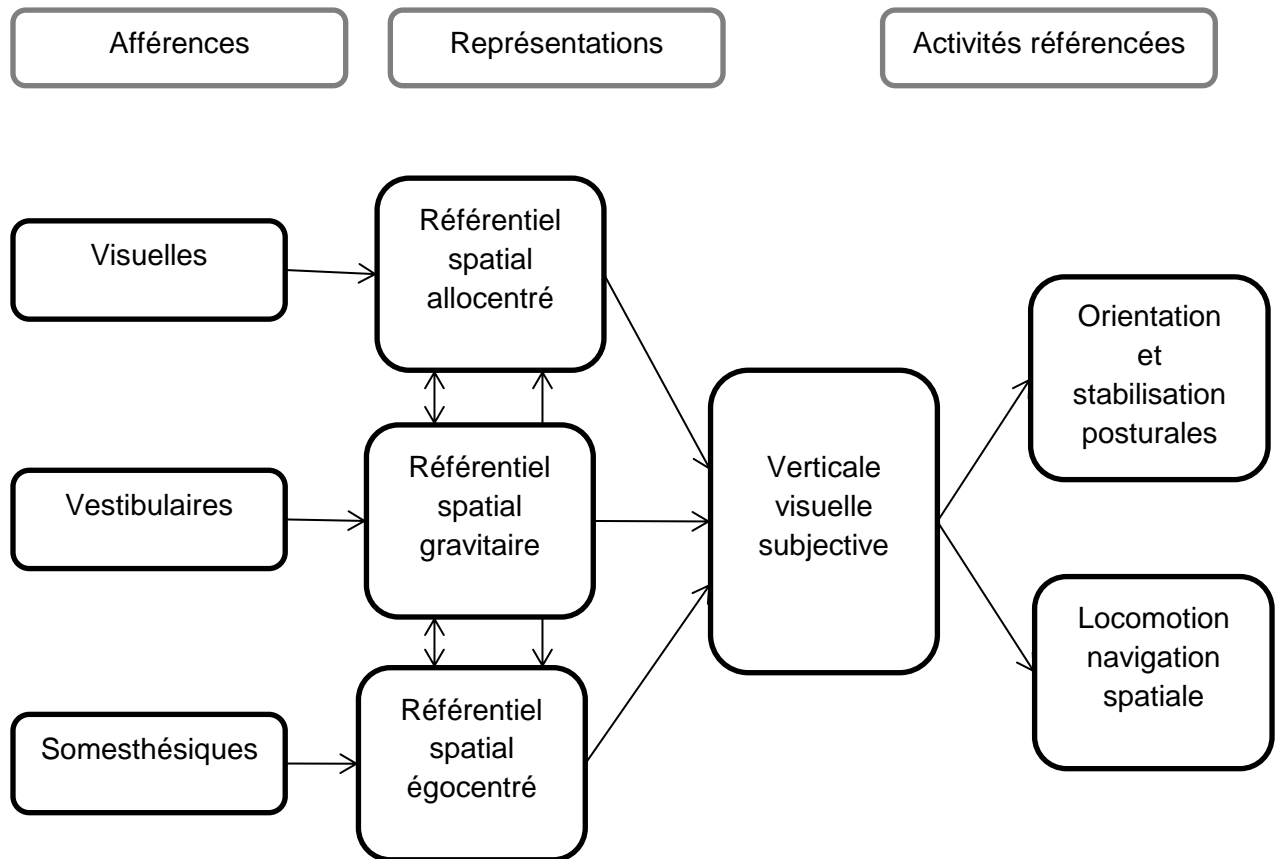 Afférences
Représentations
Activités référencées
Visuelles
Référentiel
spatial
allocentré
Orientation
et
stabilisation
posturales
Vestibulaires
Référentiel
spatial
gravitaire
Verticale
visuelle
subjective
Locomotion
navigation
spatiale
Somesthésiques
Référentiel
spatial
égocentré